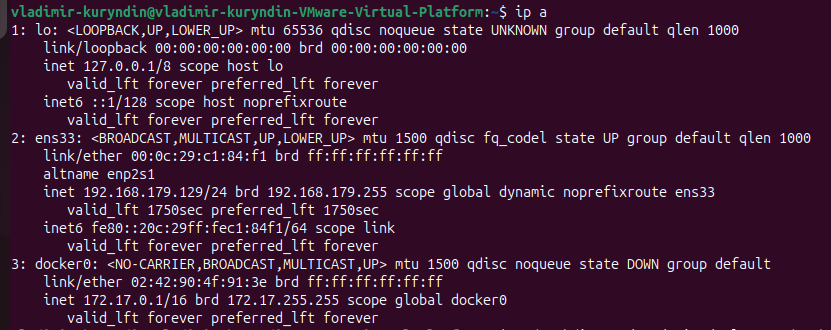 vladimir-kuryndin@vladimir-kuryndin-VMware-Virtual-Platform:~$ ip a
1: lo: <LOOPBACK,UP,LOWER_UP> mtu 65536 qdisc noqueue state UNKNOWN group default qlen 1000
    link/loopback 00:00:00:00:00:00 brd 00:00:00:00:00:00
    inet 127.0.0.1/8 scope host lo
       valid_lft forever preferred_lft forever
    inet6 ::1/128 scope host noprefixroute
       valid_lft forever preferred_lft forever
2: ens33: <BROADCAST,MULTICAST,UP,LOWER_UP> mtu 1500 qdisc fq_codel state UP group default qlen 1000
    link/ether 00:0c:29:c1:84:f1 brd ff:ff:ff:ff:ff:ff
    altname enp2s1
    inet 192.168.179.129/24 brd 192.168.179.255 scope global dynamic noprefixroute ens33
       valid_lft 1750sec preferred_lft 1750sec
    inet6 fe80::20c:29ff:fec1:84f1/64 scope link
       valid_lft forever preferred_lft forever
3: docker0: <NO-CARRIER,BROADCAST,MULTICAST,UP> mtu 1500 qdisc noqueue state DOWN group default
    link/ether 02:42:90:4f:91:3e brd ff:ff:ff:ff:ff:ff
    inet 172.17.0.1/16 brd 172.17.255.255 scope global docker0
       valid_lft forever preferred_lft forever